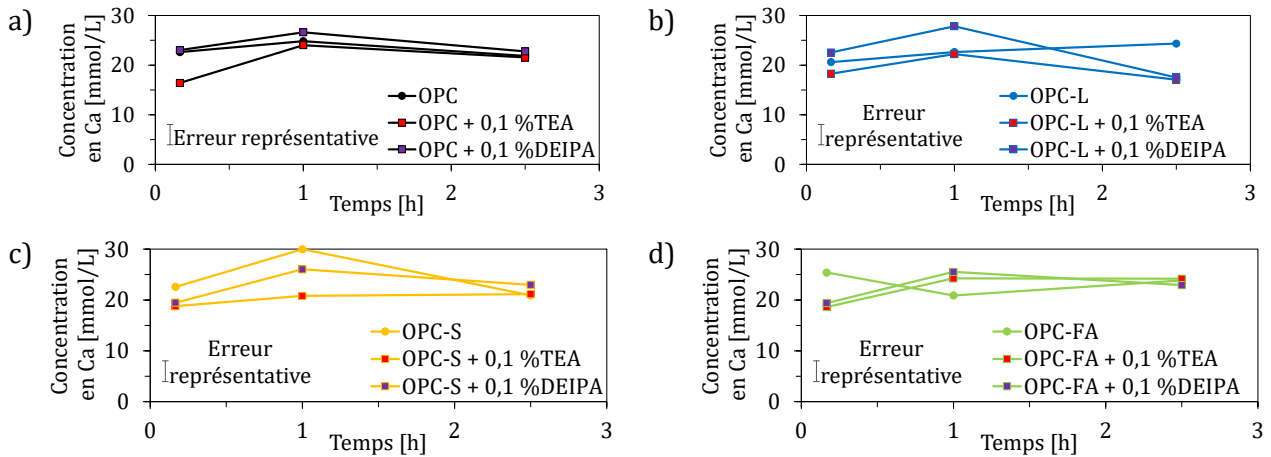 a)
Concentration
en Ca [mmol/L]
30
20
10
0
OPC
OPC + 0,1 %TEA
OPC + 0,1 %DEIPA
Erreur représentative
0 1 2 3
Temps [h]
b)
Concentration
en Ca [mmol/L]
30
20
10
0
OPC-L
OPC-L + 0,1 %TEA
OPC-L + 0,1 %DEIPA
Erreur
représentative
0 1 2 3
Temps [h]
c)
Concentration
en Ca [mmol/L]
30
20
10
0
OPC-S
OPC-S + 0,1 %TEA
OPC-S + 0,1 %DEIPA
Erreur
représentative
0 1 2 3
Temps [h]
d)
Concentration
en Ca [mmol/L]
30
20
10
0
OPC-FA
OPC-FA + 0,1 %TEA
OPC-FA + 0,1 %DEIPA
Erreur
représentative
0 1 2 3
Temps [h]